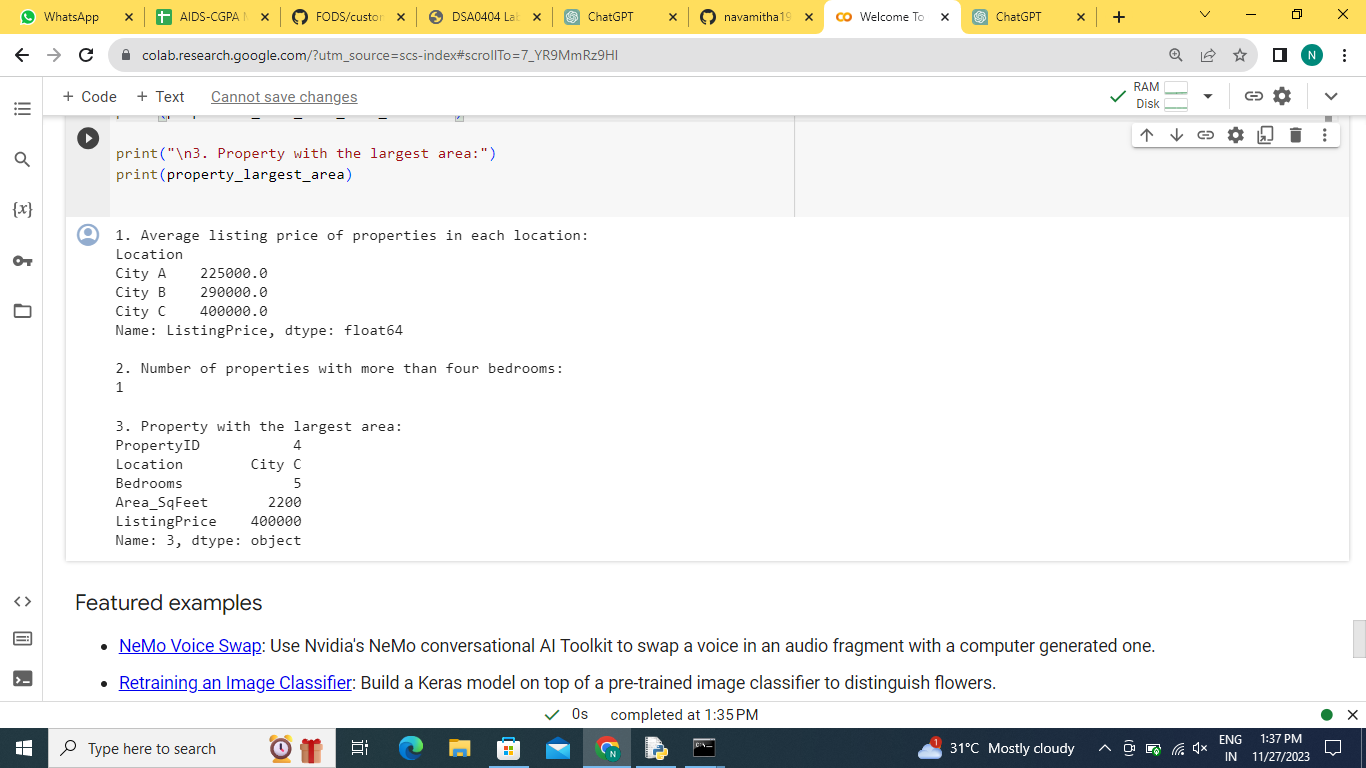 WhatsApp
AIDS-CGPA M
FODS/custor
DSA0404 Lab
ChatGPT
navamitha19
Welcome To
ChatGPT
colab.research.google.com/?utm_source=scs-index#scrollTo=7_YR9MmRz9HI
N
+ Code + Text Cannot save changes
RAM
Disk
print("\n3. Property with the largest area:")
print(property_largest_area)
{x}
1. Average listing price of properties in each location:
Location
City A 225000.0
City B 290000.0
City C 400000.0
Name: ListingPrice, dtype: float64
2. Number of properties with more than four bedrooms:
1
3. Property with the largest area:
PropertyID 4
Location City C
Bedrooms 5
Area_SqFeet 2200
ListingPrice 400000
Name: 3, dtype: object
Featured examples
• NeMo Voice Swap: Use Nvidia's NeMo conversational AI Toolkit to swap a voice in an audio fragment with a computer generated one.
• Retraining an Image Classifier: Build a Keras model on top of a pre-trained image classifier to distinguish flowers.
0s completed at 1:35 PM
Type here to search
N
1
31°C Mostly cloudy
ENG
IN
1:37 PM
11/27/2023